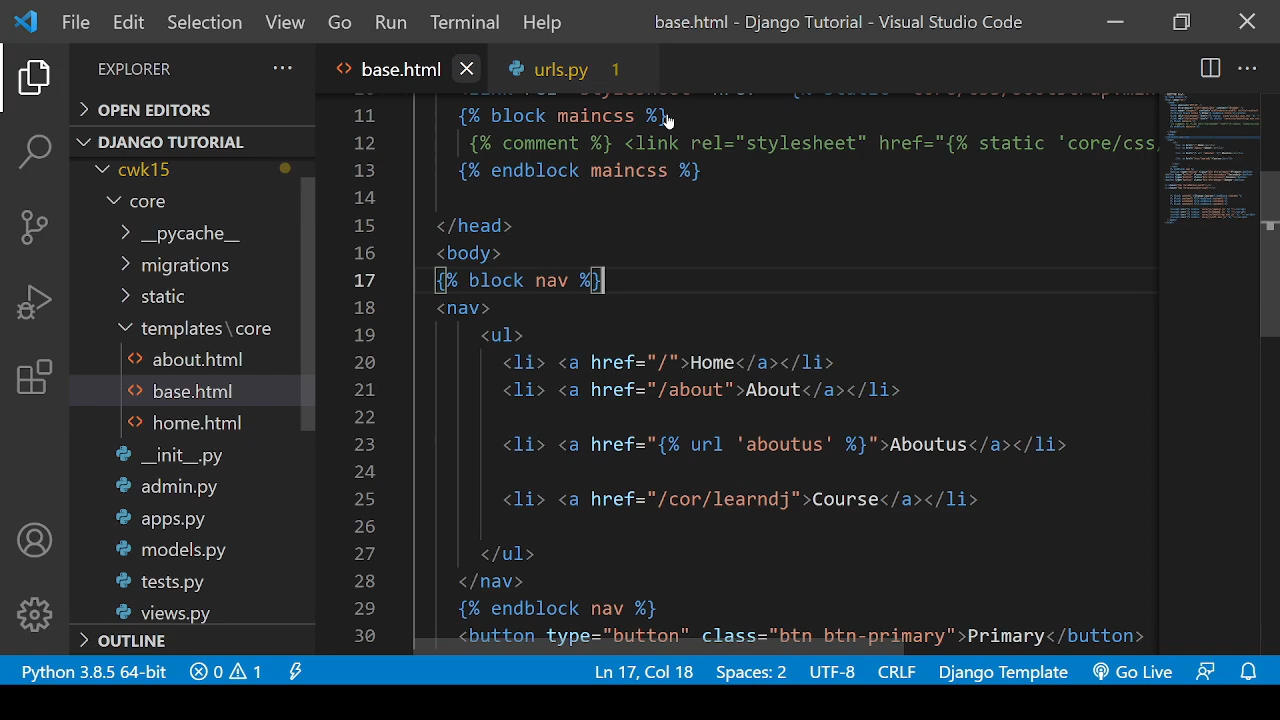 File Edit Selection View Go Run Terminal Help base.html - Django Tutorial - Visual Studio Code
EXPLORER
OPEN EDITORS
DJANGO TUTORIAL
cwk15
core
__pycache__
migrations
static
templates\core
about.html
base.html
home.html
__init__.py
admin.py
apps.py
models.py
tests.py
views.py
OUTLINE
base.html urls.py 1
11 {% block maincss %}
12 {% comment %} <link rel="stylesheet" href="{% static 'core/css/
13 {% endblock maincss %}
14
15 </head>
16 <body>
17 {% block nav %}
18 <nav>
19 <ul>
20 <li> <a href="/">Home</a></li>
21 <li> <a href="/about">About</a></li>
22
23 <li> <a href="{% url 'aboutus' %}">Aboutus</a></li>
24
25 <li> <a href="/cor/learndj">Course</a></li>
26
27 </ul>
28 </nav>
29 {% endblock nav %}
30 <button type="button" class="btn btn-primary">Primary</button>
Python 3.8.5 64-bit 0 1 Ln 17, Col 18 Spaces: 2 UTF-8 CRLF Django Template Go Live